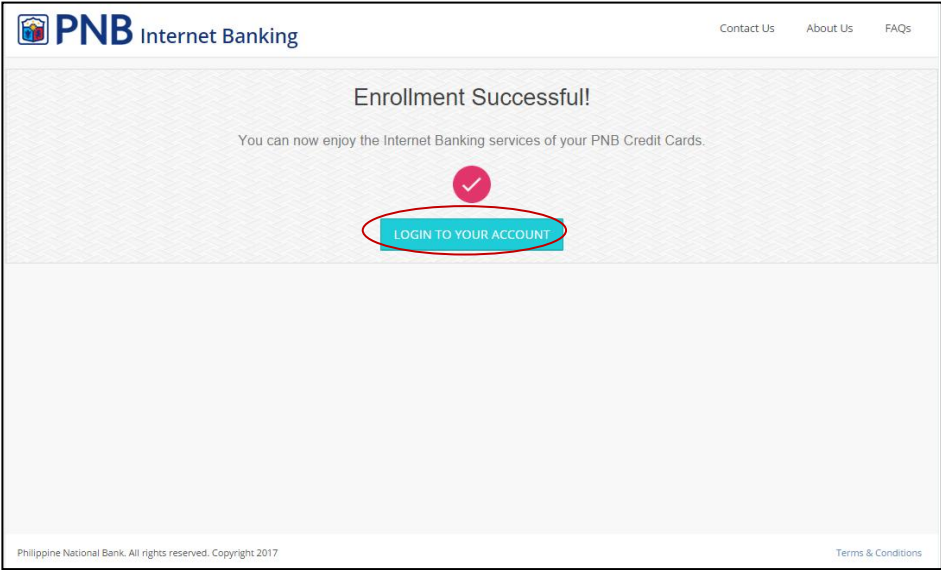 PNB Internet Banking
Contact Us About Us FAQs
Enrollment Successful!
You can now enjoy the Internet Banking services of your PNB Credit Cards.
LOGIN TO YOUR ACCOUNT
Philippine National Bank. All rights reserved. Copyright 2017
Terms & Conditions